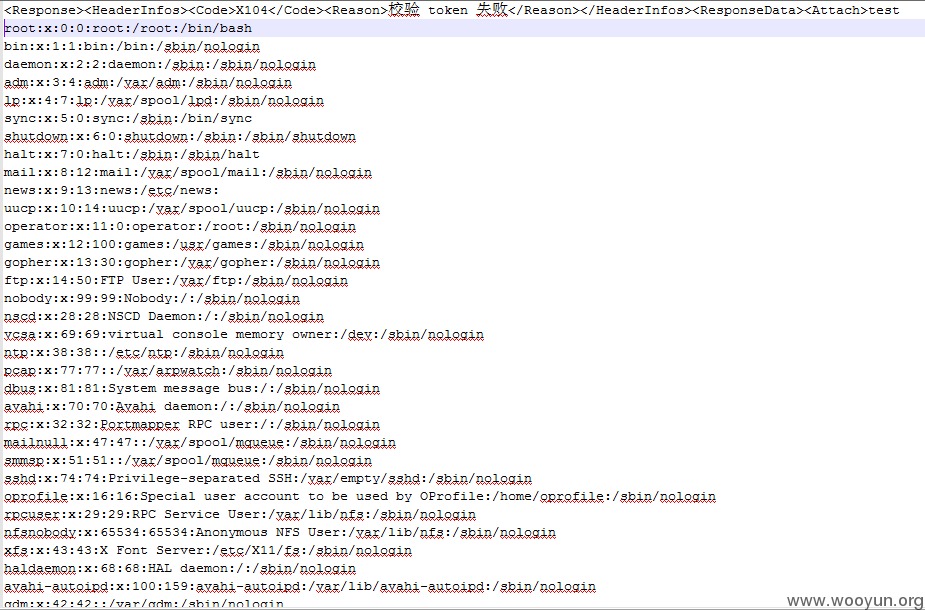 <Response><HeaderInfos><Code>X104</Code><Reason>校验 token 失败</Reason></HeaderInfos><ResponseData><Attach>test
root:x:0:0:root:/root:/bin/bash
bin:x:1:1:bin:/bin:/sbin/nologin
daemon:x:2:2:daemon:/sbin:/sbin/nologin
adm:x:3:4:adm:/var/adm:/sbin/nologin
lp:x:4:7:lp:/var/spool/lpd:/sbin/nologin
sync:x:5:0:sync:/sbin:/bin/sync
shutdown:x:6:0:shutdown:/sbin:/sbin/shutdown
halt:x:7:0:halt:/sbin:/sbin/halt
mail:x:8:12:mail:/var/spool/mail:/sbin/nologin
news:x:9:13:news:/etc/news:
uucp:x:10:14:uucp:/var/spool/uucp:/sbin/nologin
operator:x:11:0:operator:/root:/sbin/nologin
games:x:12:100:games:/usr/games:/sbin/nologin
gopher:x:13:30:gopher:/var/gopher:/sbin/nologin
ftp:x:14:50:FTP User:/var/ftp:/sbin/nologin
nobody:x:99:99:Nobody:/:/sbin/nologin
nscd:x:28:28:NSCD Daemon:/:/sbin/nologin
vcsa:x:69:69:virtual console memory owner:/dev:/sbin/nologin
ntp:x:38:38::/etc/ntp:/sbin/nologin
pcap:x:77:77::/var/arpwatch:/sbin/nologin
dbus:x:81:81:System message bus:/:/sbin/nologin
avahi:x:70:70:Avahi daemon:/:/sbin/nologin
rpc:x:32:32:Portmapper RPC user:/:/sbin/nologin
mailnull:x:47:47::/var/spool/mqueue:/sbin/nologin
smmsp:x:51:51::/var/spool/mqueue:/sbin/nologin
sshd:x:74:74:Privilege-separated SSH:/var/empty/sshd:/sbin/nologin
oprofile:x:16:16:Special user account to be used by OProfile:/home/oprofile:/sbin/nologin
rpcuser:x:29:29:RPC Service User:/var/lib/nfs:/sbin/nologin
nfsnobody:x:65534:65534:Anonymous NFS User:/var/lib/nfs:/sbin/nologin
xfs:x:43:43:X Font Server:/etc/X11/fs:/sbin/nologin
haldaemon:x:68:68:HAL daemon:/:/sbin/nologin
avahi-autoipd:x:100:159:avahi-autoipd:/var/lib/avahi-autoipd:/sbin/nologin
gdm:x:42:42::/var/gdm:/sbin/nologin
www.wooyun.org